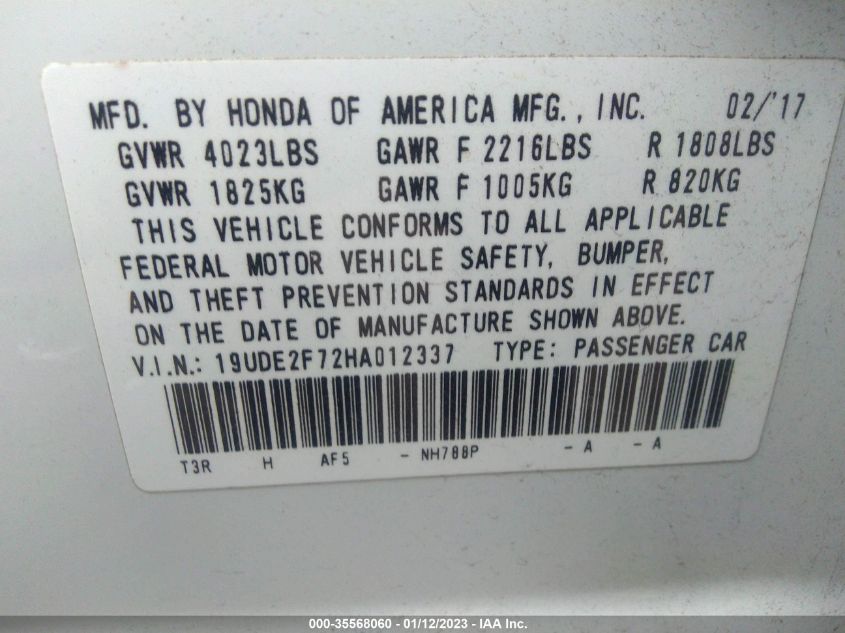 MFD. BY HONDA OF AMERICA MFG., INC. 02/'17
GVWR 4023LBS GAWR F 2216LBS R 1808LBS
GVWR 1825KG GAWR F 1005KG R 820KG
THIS VEHICLE CONFORMS TO ALL APPLICABLE
FEDERAL MOTOR VEHICLE SAFETY, BUMPER,
AND THEFT PREVENTION STANDARDS IN EFFECT
ON THE DATE OF MANUFACTURE SHOWN ABOVE.
V.I.N.: 19UDE2F72HA012337 TYPE: PASSENGER CAR
T3R H AF5 - NH788P - A - A
000-35568060 - 01/12/2023 - IAA Inc.